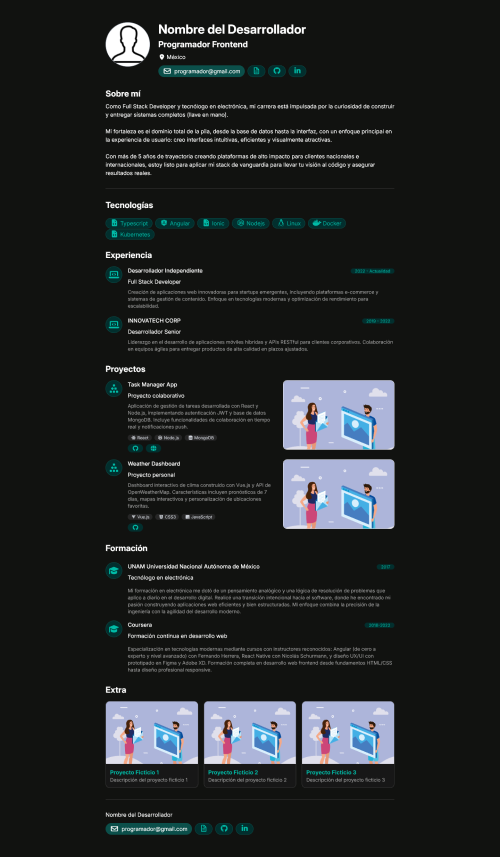 Nombre del Desarrollador
Programador Frontend
México
programador@gmail.com
Sobre mí
Como Full Stack Developer y tecnólogo en electrónica, mi carrera está impulsada por la curiosidad de construir
y entregar sistemas completos (llave en mano).
Mi fortaleza es el dominio total de la pila, desde la base de datos hasta la interfaz, con un enfoque principal en
la experiencia de usuario: creo interfaces intuitivas, eficientes y visualmente atractivas.
Con más de 5 años de trayectoria creando plataformas de alto impacto para clientes nacionales e
internacionales, estoy listo para aplicar mi stack de vanguardia para llevar tu visión al código y asegurar
resultados reales.
Tecnologías
Typescript
Angular
Ionic
Nodejs
Linux
Docker
Kubernetes
Experiencia
Desarrollador Independiente
2022 - Actualidad
Full Stack Developer
Creación de aplicaciones web innovadoras para startups emergentes, incluyendo plataformas e-commerce y
sistemas de gestión de contenido. Enfoque en tecnologías modernas y optimización de rendimiento para
escalabilidad.
INNOVATECH CORP
2019 - 2022
Desarrollador Senior
Liderazgo en el desarrollo de aplicaciones móviles híbridas y APIs RESTful para clientes corporativos. Colaboración
en equipos ágiles para entregar productos de alta calidad en plazos ajustados.
Proyectos
Task Manager App
Proyecto colaborativo
Aplicación de gestión de tareas desarrollada con React y
Node.js, implementando autenticación JWT y base de datos
MongoDB. Incluye funcionalidades de colaboración en tiempo
real y notificaciones push.
React
Node.js
MongoDB
Weather Dashboard
Proyecto personal
Dashboard interactivo de clima construido con Vue.js y API de
OpenWeatherMap. Características incluyen pronósticos de 7
días, mapas interactivos y personalización de ubicaciones
favoritas.
Vue.js
CSS3
JavaScript
Formación
UNAM Universidad Nacional Autónoma de México
2017
Tecnólogo en electrónica
Mi formación en electrónica me dotó de un pensamiento analógico y una lógica de resolución de problemas que
aplico a diario en el desarrollo digital. Realicé una transición intencional hacia el software, donde he encontrado mi
pasión construyendo aplicaciones web eficientes y bien estructuradas. Mi enfoque combina la precisión de la
ingeniería con la agilidad del desarrollo moderno.
Coursera
Formación continua en desarrollo web
Especialización en tecnologías modernas mediante cursos con instructores reconocidos: Angular (de cero a
experto y nivel avanzado) con Fernando Herrera, React Native con Nicolás Schurmann, y diseño UX/UI con
prototipado en Figma y Adobe XD. Formación completa en desarrollo web frontend desde fundamentos HTML/CSS
hasta diseño profesional responsive.
Extra
Proyecto Ficticio 1
Descripción del proyecto ficticio 1
Proyecto Ficticio 2
Descripción del proyecto ficticio 2
Proyecto Ficticio 3
Descripción del proyecto ficticio 3
Nombre del Desarrollador
programador@gmail.com